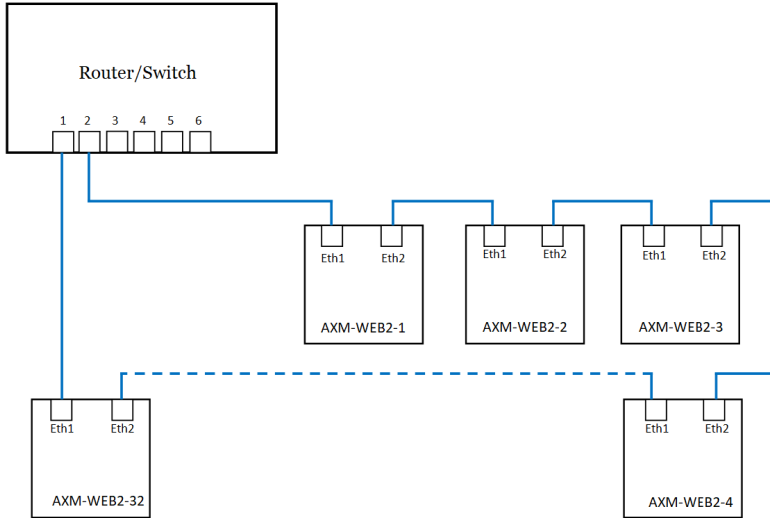 Router/Switch
1 2 3 4 5 6
Eth1 Eth2 Eth1 Eth2 Eth1 Eth2
AXM-WEB2-1 AXM-WEB2-2 AXM-WEB2-3
Eth1 Eth2 Eth1 Eth2
AXM-WEB2-32 AXM-WEB2-4